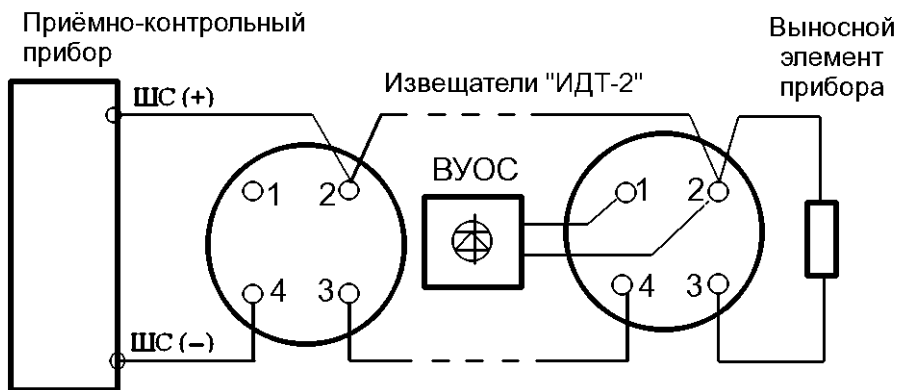 Приёмно-контрольный
прибор
Выносной
элемент
прибора
ШС (+)
Извещатели "ИДТ-2"
ВУОС
1
2
4
3
1
2
4
3
ШС (−)